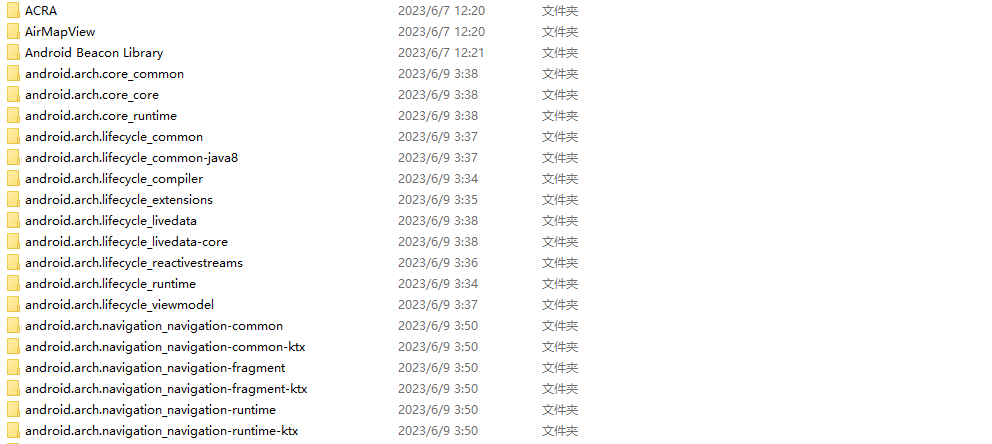 ACRA 2023/6/7 12:20 文件夹
AirMapView 2023/6/7 12:20 文件夹
Android Beacon Library 2023/6/7 12:21 文件夹
android.arch.core_common 2023/6/9 3:38 文件夹
android.arch.core_core 2023/6/9 3:38 文件夹
android.arch.core_runtime 2023/6/9 3:38 文件夹
android.arch.lifecycle_common 2023/6/9 3:37 文件夹
android.arch.lifecycle_common-java8 2023/6/9 3:37 文件夹
android.arch.lifecycle_compiler 2023/6/9 3:34 文件夹
android.arch.lifecycle_extensions 2023/6/9 3:35 文件夹
android.arch.lifecycle_livedata 2023/6/9 3:38 文件夹
android.arch.lifecycle_livedata-core 2023/6/9 3:38 文件夹
android.arch.lifecycle_reactivestreams 2023/6/9 3:36 文件夹
android.arch.lifecycle_runtime 2023/6/9 3:34 文件夹
android.arch.lifecycle_viewmodel 2023/6/9 3:37 文件夹
android.arch.navigation_navigation-common 2023/6/9 3:50 文件夹
android.arch.navigation_navigation-common-ktx 2023/6/9 3:50 文件夹
android.arch.navigation_navigation-fragment 2023/6/9 3:50 文件夹
android.arch.navigation_navigation-fragment-ktx 2023/6/9 3:50 文件夹
android.arch.navigation_navigation-runtime 2023/6/9 3:50 文件夹
android.arch.navigation_navigation-runtime-ktx 2023/6/9 3:50 文件夹